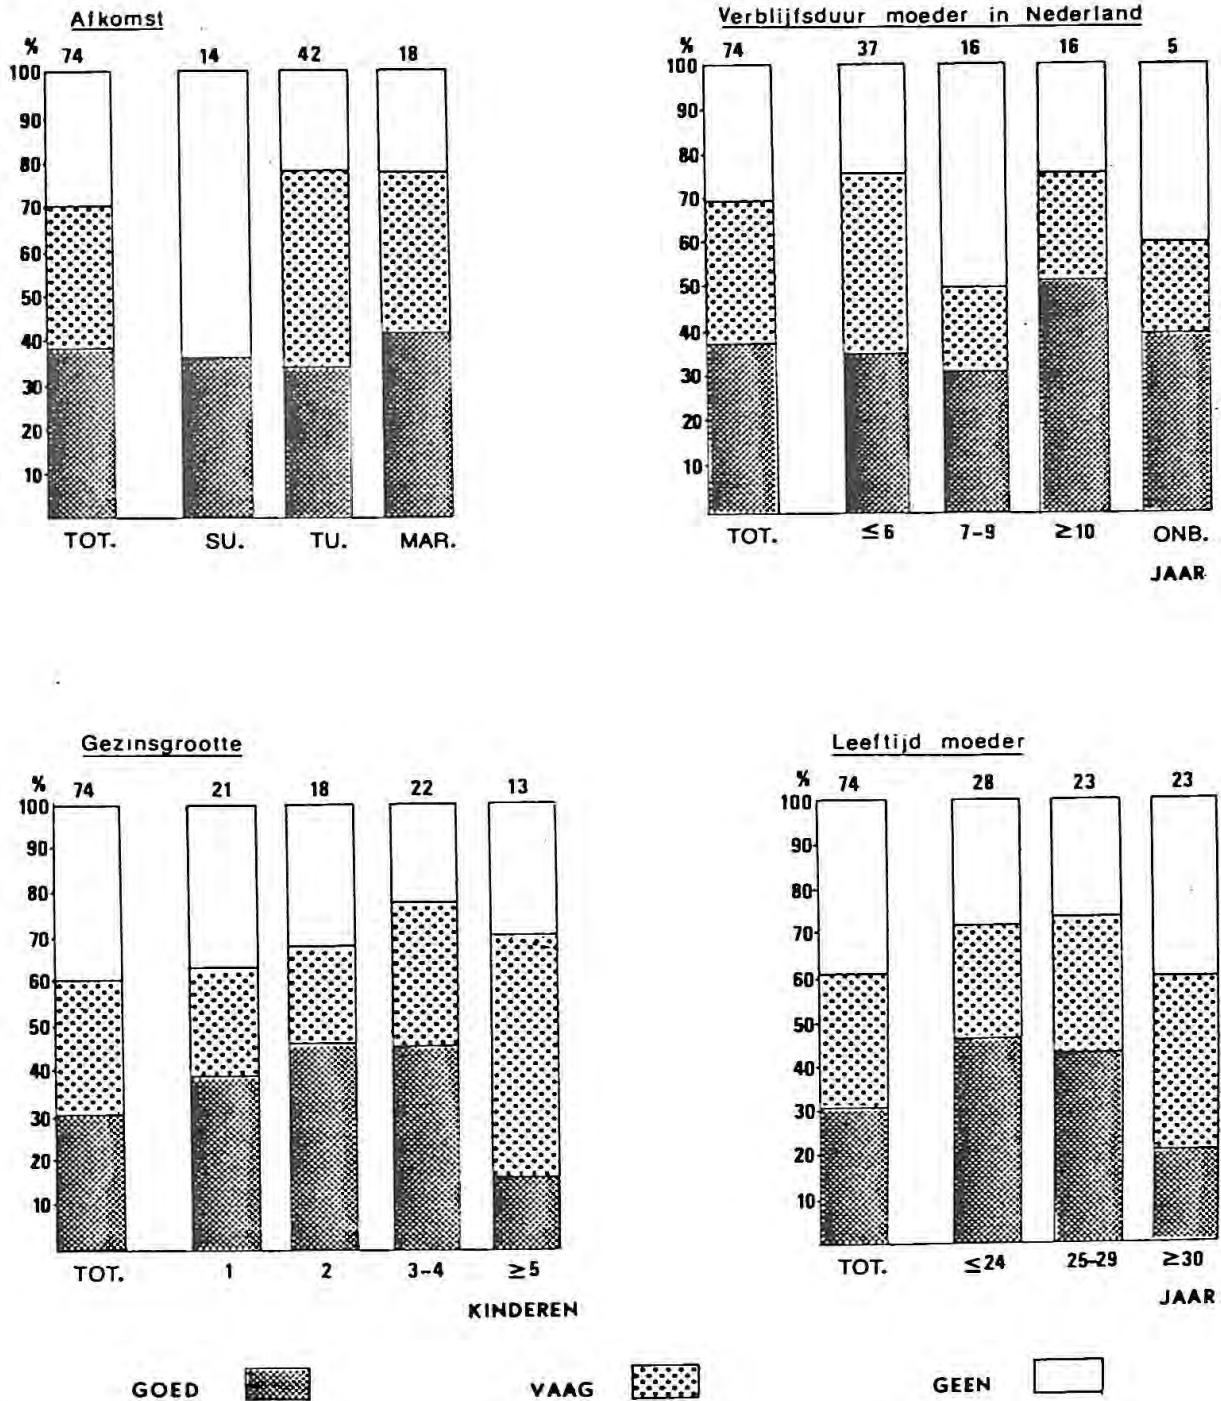 Afkomst
% 74 14 42 18
100
90
80
70
60
50
40
30
20
10
TOT. SU. TU. MAR.
Verblijfsduur moeder in Nederland
% 74 37 16 16 5
100
90
80
70
60
50
40
30
20
10
TOT. ≤6 7-9 ≥10 ONB.
JAAR
Gezinsgrootte
% 74 21 18 22 13
100
90
80
70
60
50
40
30
20
10
TOT. 1 2 3-4 ≥5
KINDEREN
Leeftijd moeder
% 74 28 23 23
100
90
80
70
60
50
40
30
20
10
TOT. ≤24 25-29 ≥30
JAAR
GOED VAAG GEEN